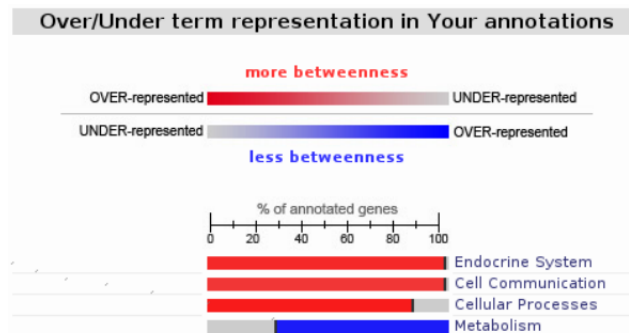 Over/Under term representation in Your annotations
more betweenness
OVER-represented UNDER-represented
UNDER-represented OVER-represented
less betweenness
% of annotated genes
0 20 40 60 80 100
Endocrine System
Cell Communication
Cellular Processes
Metabolism